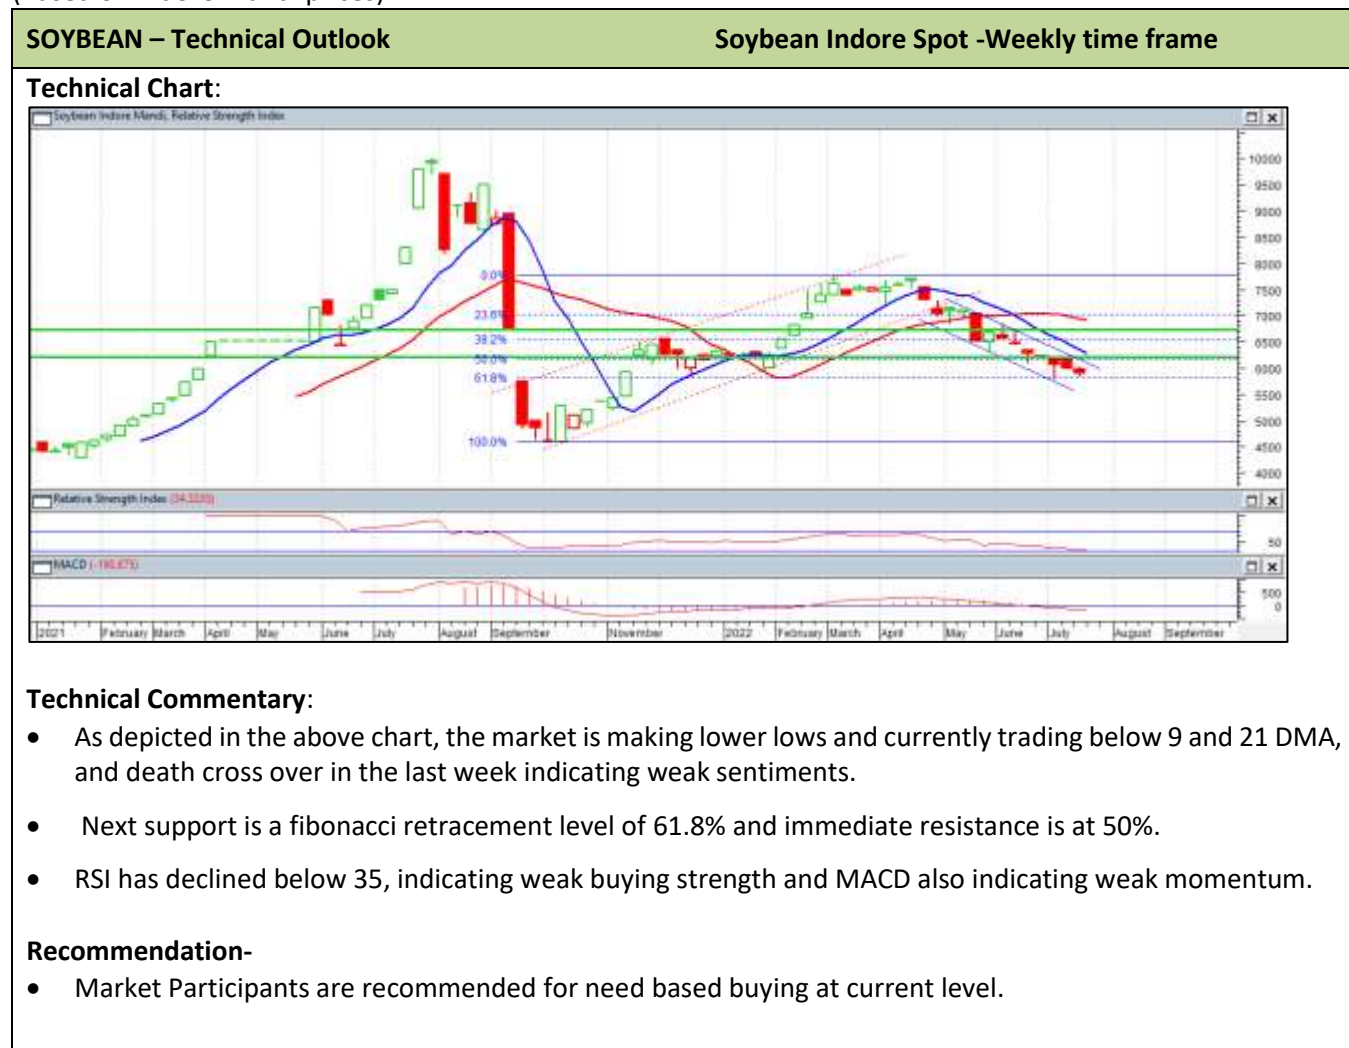 SOYBEAN – Technical Outlook Soybean Indore Spot -Weekly time frame
Technical Chart:
Soybean Indore Mandi, Relative Strength Index
10000
9500
9000
8500
8000
7500
7000
6500
6000
5500
5000
4500
4000
0.0%
23.6%
38.2%
50.0%
61.8%
100.0%
Relative Strength Index
50
MACD
500
0
2021 February March April May June July August September November 2022 February March April May June July August September
Technical Commentary:
• As depicted in the above chart, the market is making lower lows and currently trading below 9 and 21 DMA,
and death cross over in the last week indicating weak sentiments.
• Next support is a fibonacci retracement level of 61.8% and immediate resistance is at 50%.
• RSI has declined below 35, indicating weak buying strength and MACD also indicating weak momentum.
Recommendation-
• Market Participants are recommended for need based buying at current level.